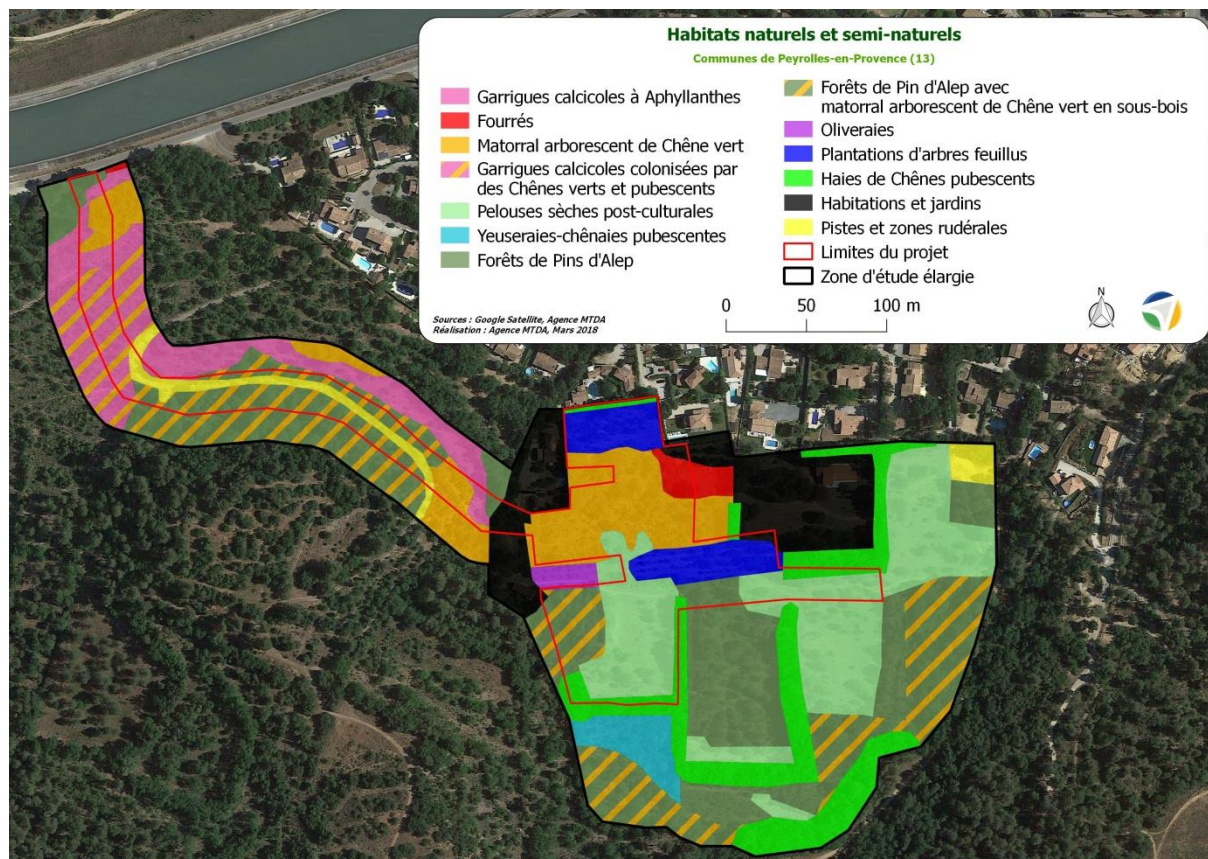 Habitats naturels et semi-naturels
Communes de Peyrolles-en-Provence (13)
Garrigues calcicoles à Aphyllanthes
Fourrés
Matorral arborescent de Chêne vert
Garrigues calcicoles colonisées par
des Chênes verts et pubescents
Pelouses sèches post-culturales
Yeuseraies-chênaies pubescentes
Forêts de Pins d'Alep
Forêts de Pin d'Alep avec
matorral arborescent de Chêne vert en sous-bois
Oliveraies
Plantations d'arbres feuillus
Haies de Chênes pubescents
Habitations et jardins
Pistes et zones rudérales
Limites du projet
Zone d'étude élargie
0 50 100 m
N
Sources : Google Satellite, Agence MTDA
Réalisation : Agence MTDA, Mars 2018